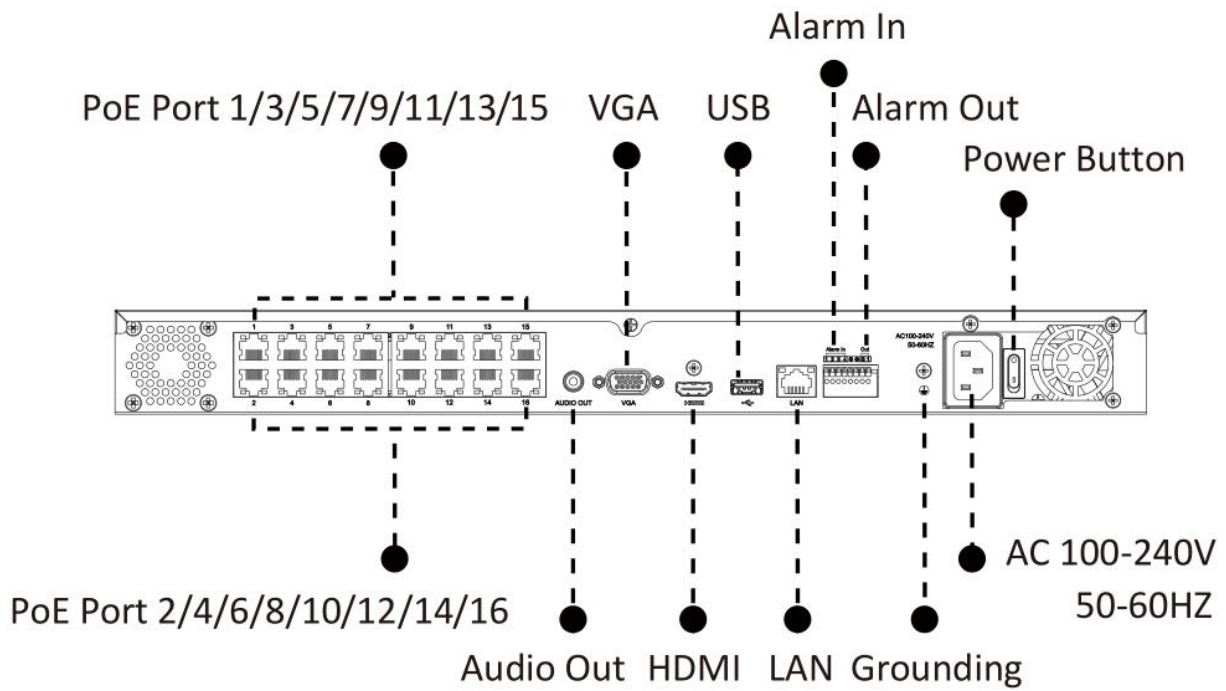 Alarm In
PoE Port 1/3/5/7/9/11/13/15
VGA
USB
Alarm Out
Power Button
1 3 5 7 9 11 13 15
Alarm In
Out
AC100-240V
50-60HZ
2 4 6 8 10 12 14 16
AUDIO OUT
VGA
LAN
AC 100-240V
50-60HZ
PoE Port 2/4/6/8/10/12/14/16
Audio Out
HDMI
LAN
Grounding